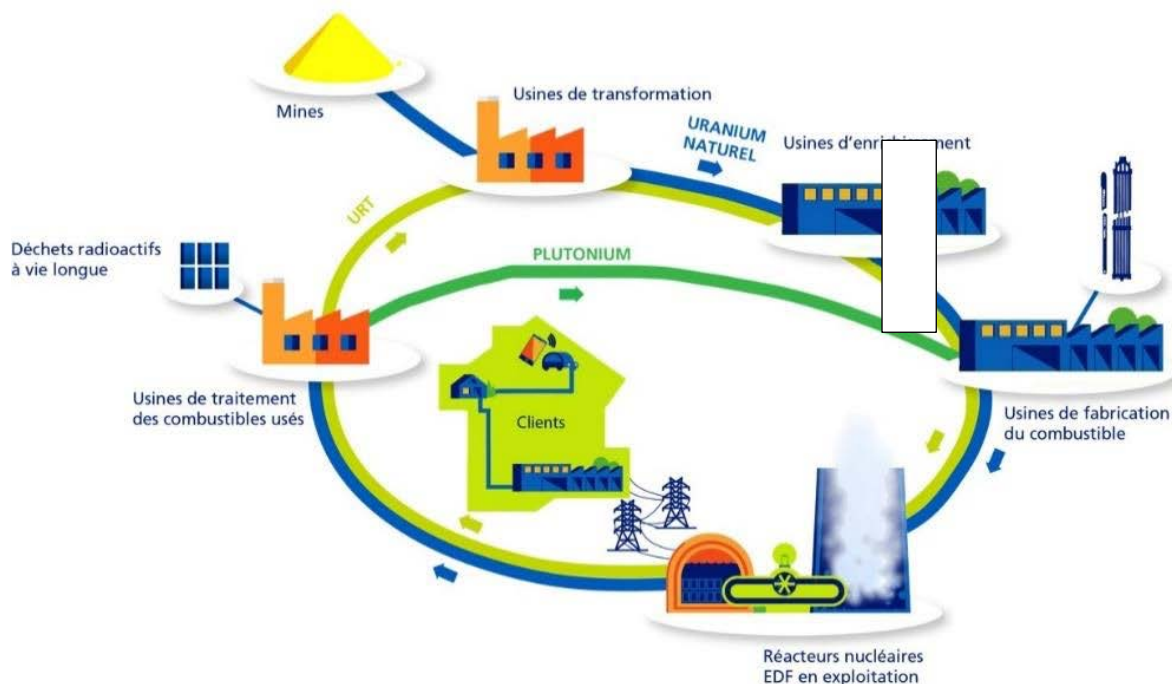 Mines
Usines de transformation
URANIUM
NATUREL
Usines
URT
Déchets radioactifs
à vie longue
PLUTONIUM
Usines de traitement
des combustibles usés
Clients
Usines de fabrication
du combustible
Réacteurs nucléaires
EDF en exploitation